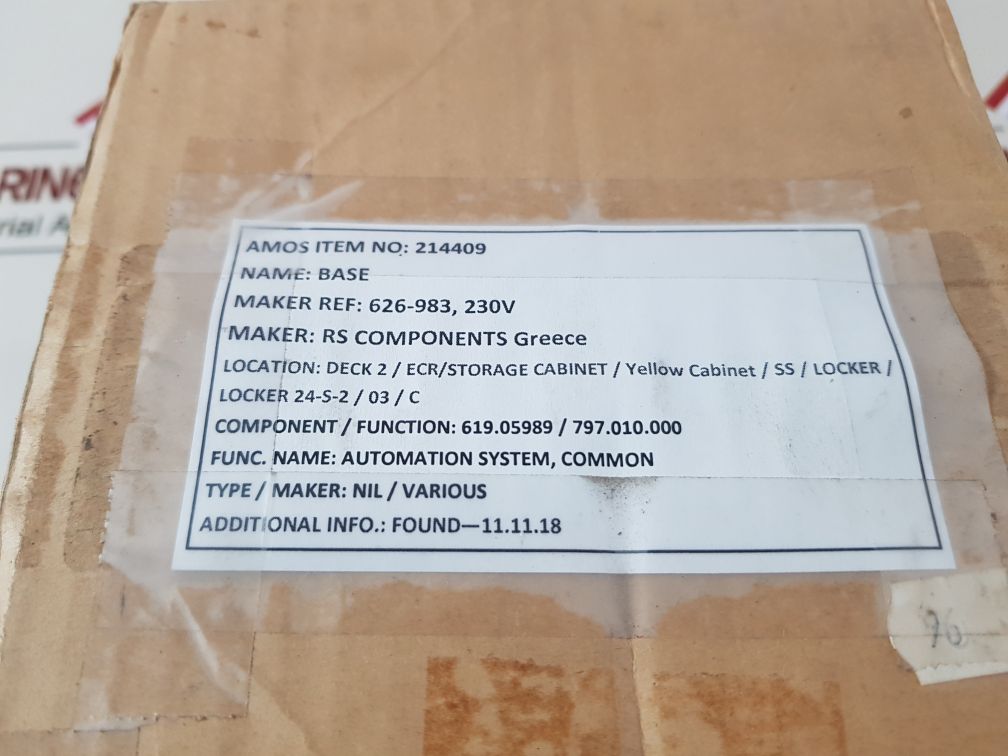 AMOS ITEM NO: 214409
NAME: BASE
MAKER REF: 626-983, 230V
MAKER: RS COMPONENTS Greece
LOCATION: DECK 2 / ECR/STORAGE CABINET / Yellow Cabinet / SS / LOCKER /
LOCKER 24-S-2 / 03 / C
COMPONENT / FUNCTION: 619.05989 / 797.010.000
FUNC. NAME: AUTOMATION SYSTEM, COMMON
TYPE / MAKER: NIL / VARIOUS
ADDITIONAL INFO.: FOUND—11.11.18
96